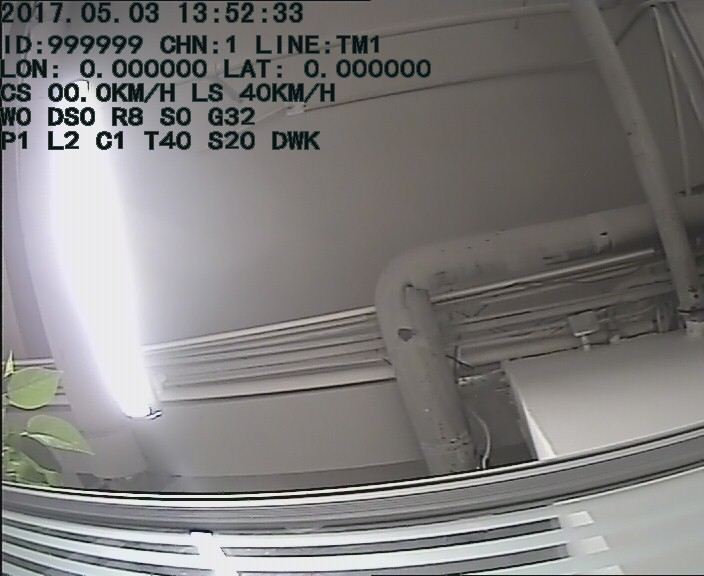 2017.05.03 13:52:33
ID:999999 CHN:1 LINE:TM1
LON: 0.000000 LAT: 0.000000
CS 00.0KM/H LS 40KM/H
W0 DS0 R8 S0 G32
P1 L2 C1 T40 S20 DWK